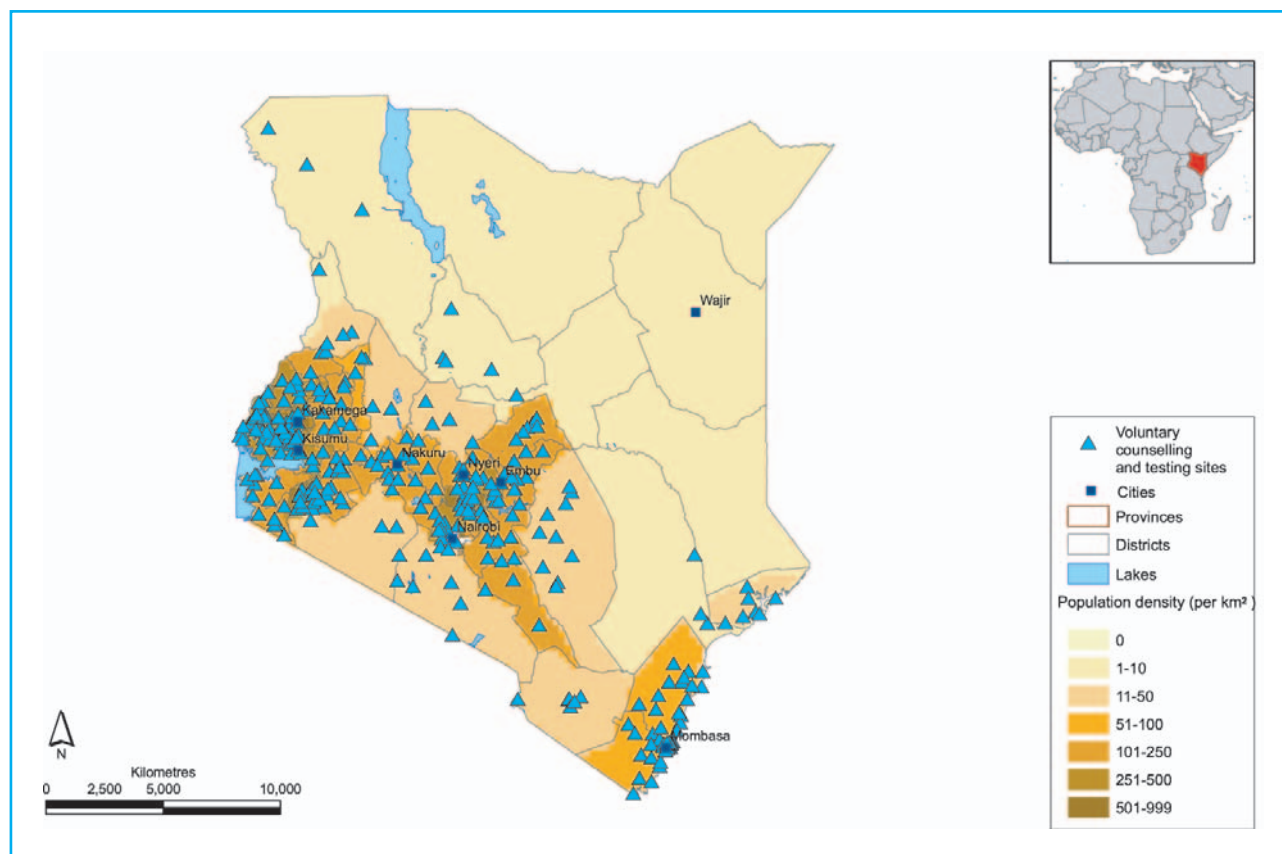 Wajir
Kakamega
Kisumu
Nakuru
Nyeri
Embu
Nairobi
Mombasa
Voluntary
counselling
and testing sites
Cities
Provinces
Districts
Lakes
Population density (per km²)
0
1-10
11-50
51-100
101-250
251-500
501-999
N
Kilometres
0 2,500 5,000 10,000